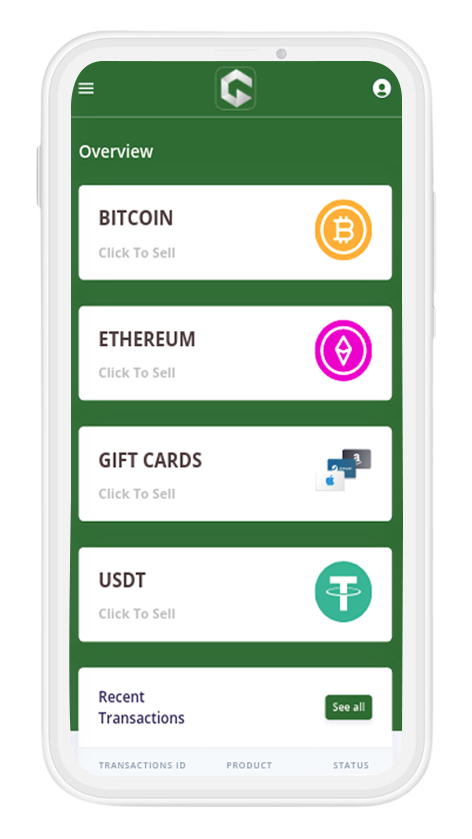 Overview
BITCOIN
Click To Sell
ETHEREUM
Click To Sell
GIFT CARDS
Click To Sell
USDT
Click To Sell
Recent
Transactions
See all
TRANSACTIONS ID PRODUCT STATUS